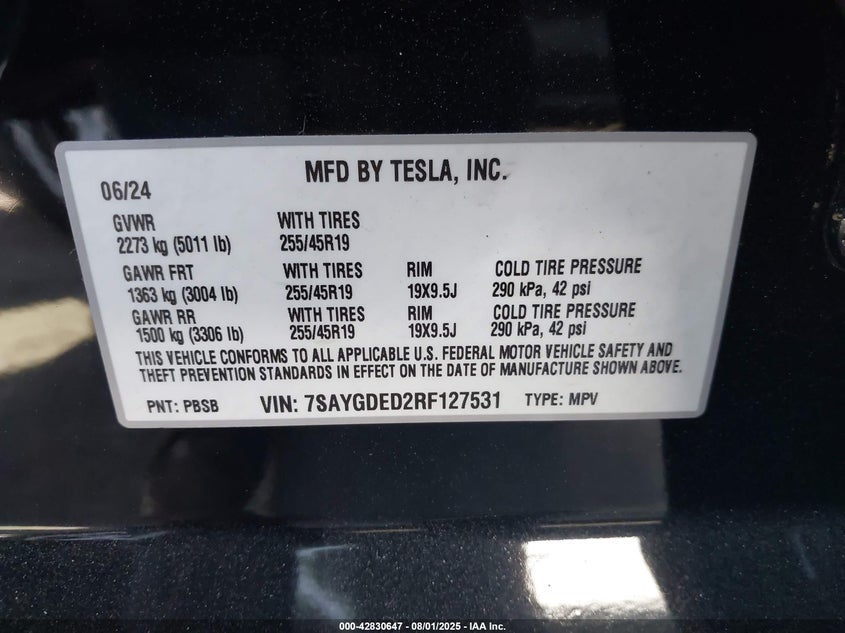 MFD BY TESLA, INC.
06/24
GVWR WITH TIRES
2273 kg (5011 lb) 255/45R19
GAWR FRT WITH TIRES RIM COLD TIRE PRESSURE
1363 kg (3004 lb) 255/45R19 19X9.5J 290 kPa, 42 psi
GAWR RR WITH TIRES RIM COLD TIRE PRESSURE
1500 kg (3306 lb) 255/45R19 19X9.5J 290 kPa, 42 psi
THIS VEHICLE CONFORMS TO ALL APPLICABLE U.S. FEDERAL MOTOR VEHICLE SAFETY AND
THEFT PREVENTION STANDARDS IN EFFECT ON THE DATE OF MANUFACTURE SHOWN ABOVE.
PNT: PBSB VIN: 7SAYGDED2RF127531 TYPE: MPV
000-42830647 - 08/01/2025 - IAA Inc.